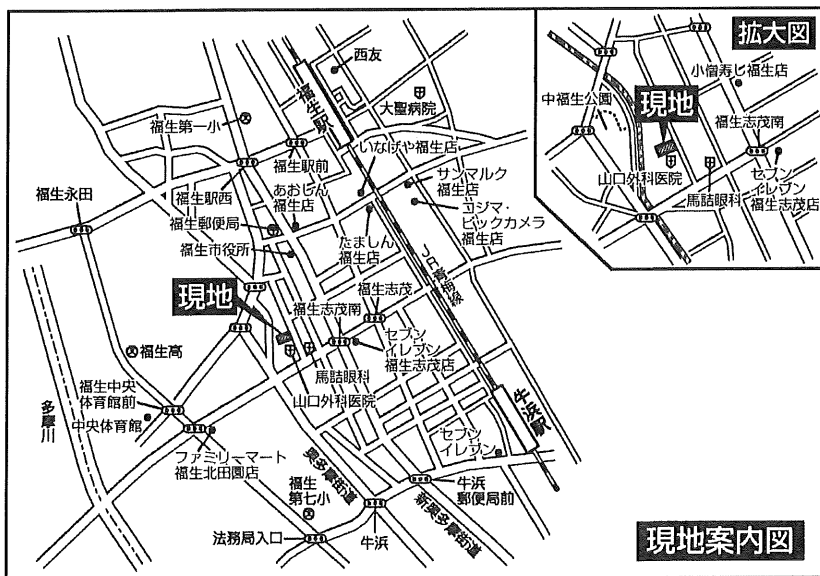 西友
福生駅
大聖病院
福生第一小
福生駅前
いなげや福生店
福生駅西
あおしん
福生店
サンマルク
福生店
コジマ・
ビックカメラ
福生店
福生永田
福生郵便局
たましん
福生店
福生市役所
JR青梅線
現地
福生志茂南
福生志茂
セブン
イレブン
福生志茂店
馬詰眼科
山口外科医院
福生高
福生中央
体育館前
中央体育館
多摩川
ファミリーマート
福生北田園店
奥多摩街道
福生
第七小
法務局入口
牛浜
新奥多摩街道
牛浜
郵便局前
セブン
イレブン
牛浜駅
拡大図
小僧寿し福生店
中福生公園
現地
福生志茂南
山口外科医院
馬詰眼科
セブン
イレブン
福生志茂店
現地案内図